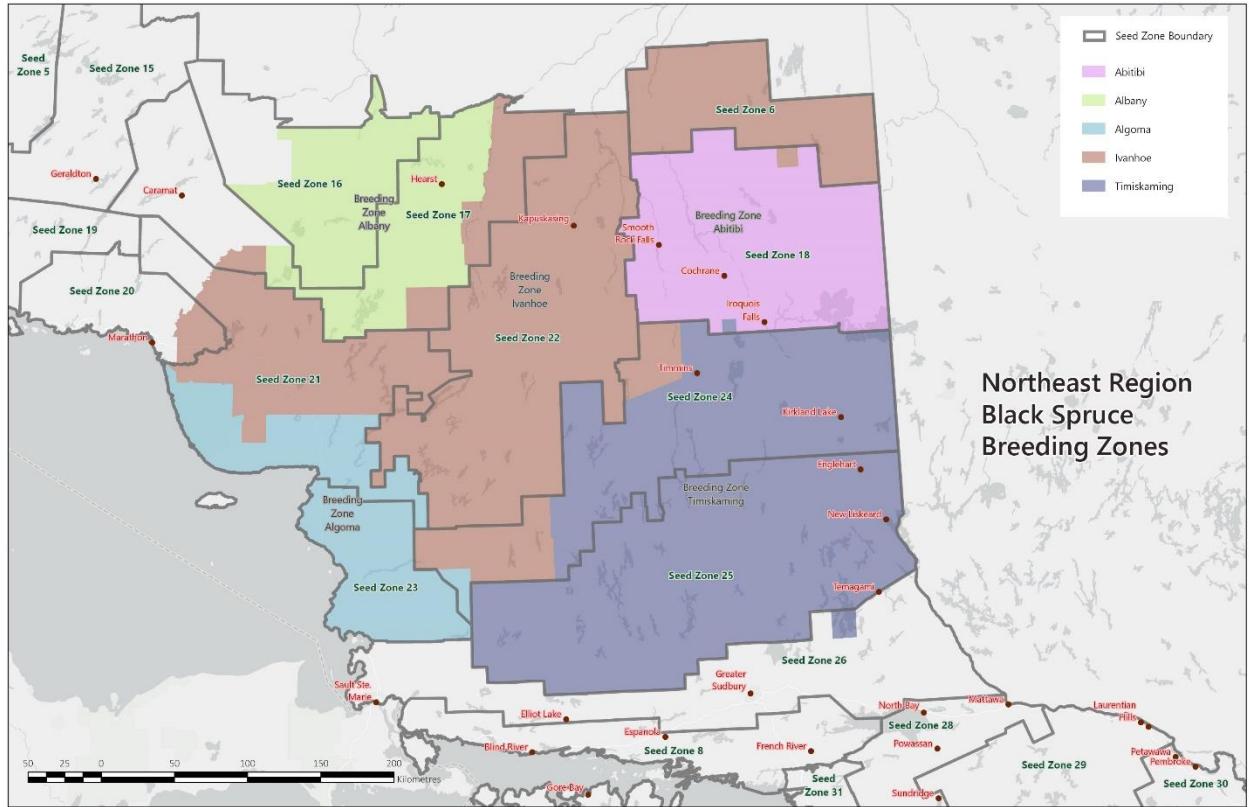 Seed
Zone 5
Seed Zone 15
Geraldton
Caramat
Seed Zone 19
Seed Zone 20
Marathon
Seed Zone 16
Breeding
Zone
Albany
Hearst
Seed Zone 17
Kapuskasing
Seed Zone 6
Smooth
Rock Falls
Breeding Zone
Abitibi
Seed Zone 18
Cochrane
Iroquois
Falls
Breeding
Zone
Ivanhoe
Seed Zone 22
Seed Zone 21
Timmins
Seed Zone 24
Kirkland Lake
Englehart
Breeding Zone
Timiskaming
New Liskeard
Breeding
Zone
Algoma
Seed Zone 23
Seed Zone 25
Temagami
Seed Zone 26
Sault Ste.
Marie
Greater
Sudbury
Elliot Lake
Espanola
Blind River
Seed Zone 8
French River
North Bay
Seed Zone 28
Powassan
Mattawa
Laurentian
Hills
Petawawa
Pembroke
Seed Zone 29
Seed Zone 30
Seed
Zone 31
Sundridge
Gore Bay
Seed Zone Boundary
Abitibi
Albany
Algoma
Ivanhoe
Timiskaming
Northeast Region
Black Spruce
Breeding Zones
50 25 0 50 100 150 200
Kilometres